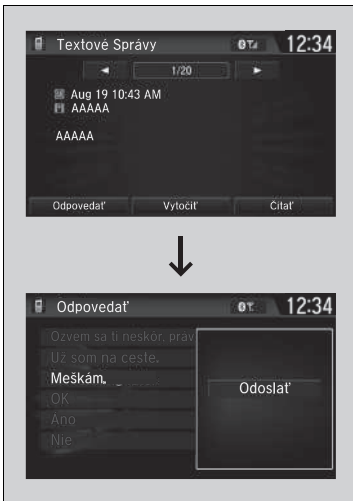 Textové Správy 12:34
1/20
Aug 19 10:43 AM
AAAAA
AAAAA
Odpovedať Vytočiť Čítať
Odpovedať 12:34
Ozvem sa ti neskôr, práv
Už som na ceste.
Meškám.
OK
Áno
Nie
Odoslať